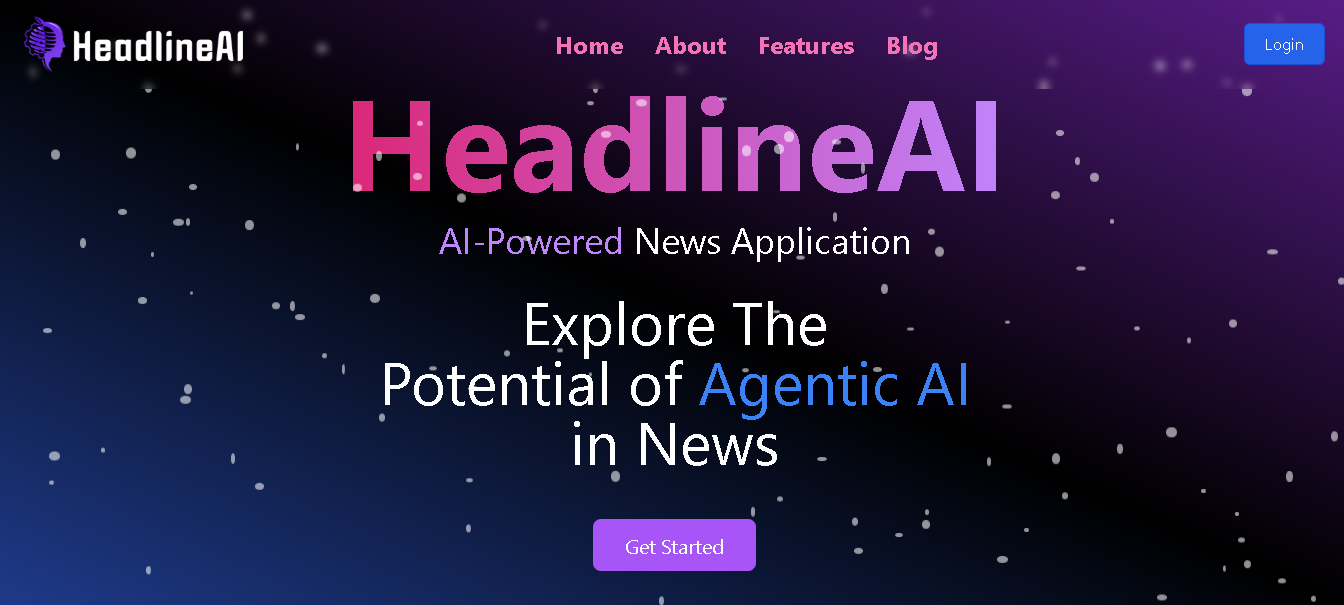 HeadlineAI
Home About Features Blog
Login
HeadlineAI
AI-Powered News Application
Explore The
Potential of Agentic AI
in News
Get Started